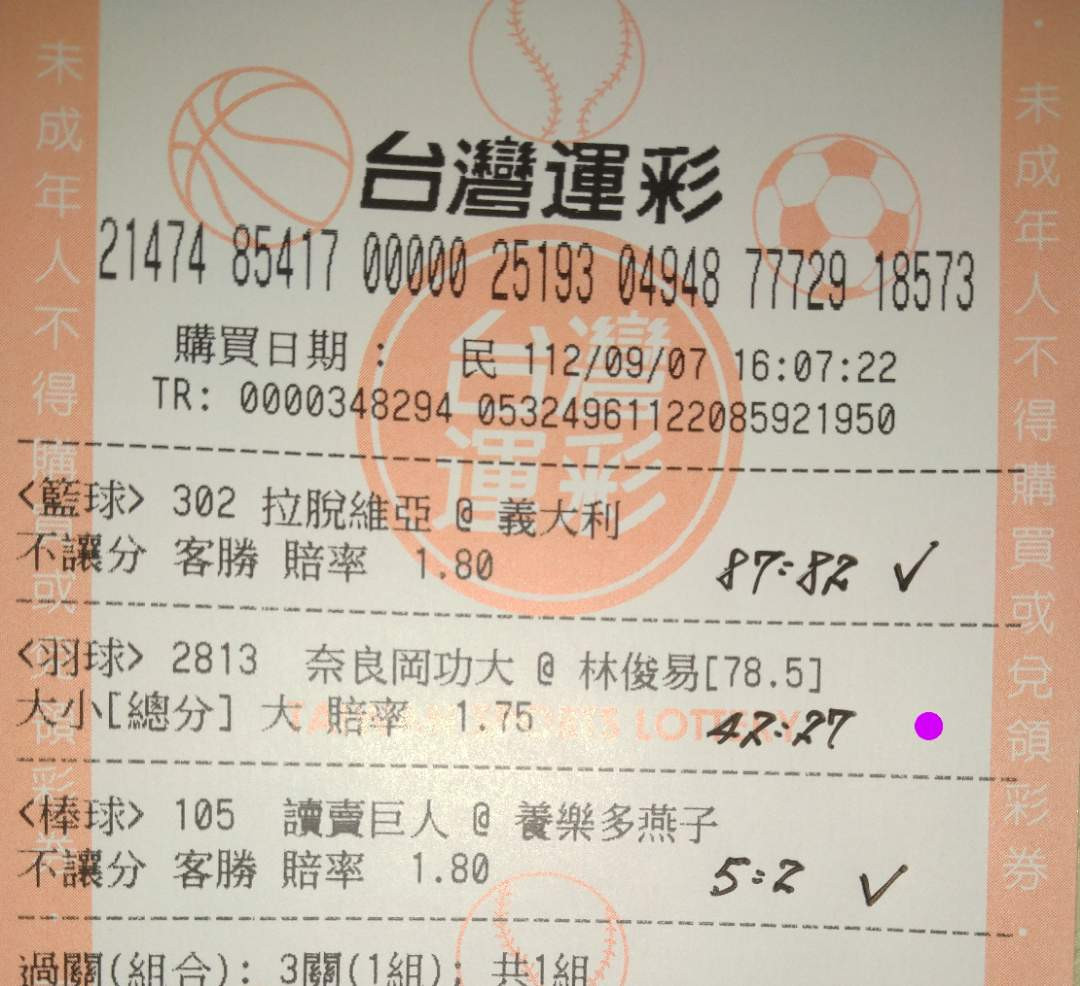 台灣運彩
21474 85417 00000 25193 04948 77729 18573
購買日期 : 民 112/09/07 16:07:22
TR: 0000348294 05324961122085921950
<籃球> 302 拉脫維亞 @ 義大利
不讓分 客勝 賠率 1.80 87:82 ✓
<羽球> 2813 奈良岡功大 @ 林俊易[78.5]
大小[總分] 大 賠率 1.75 42:27
<棒球> 105 讀賣巨人 @ 養樂多燕子
不讓分 客勝 賠率 1.80 5:2 ✓
過關(組合): 3關(1組); 共1組
未成年人不得購買或兌領彩券
未成年人不得購買或兌領彩券
台灣運彩
LOTTERY